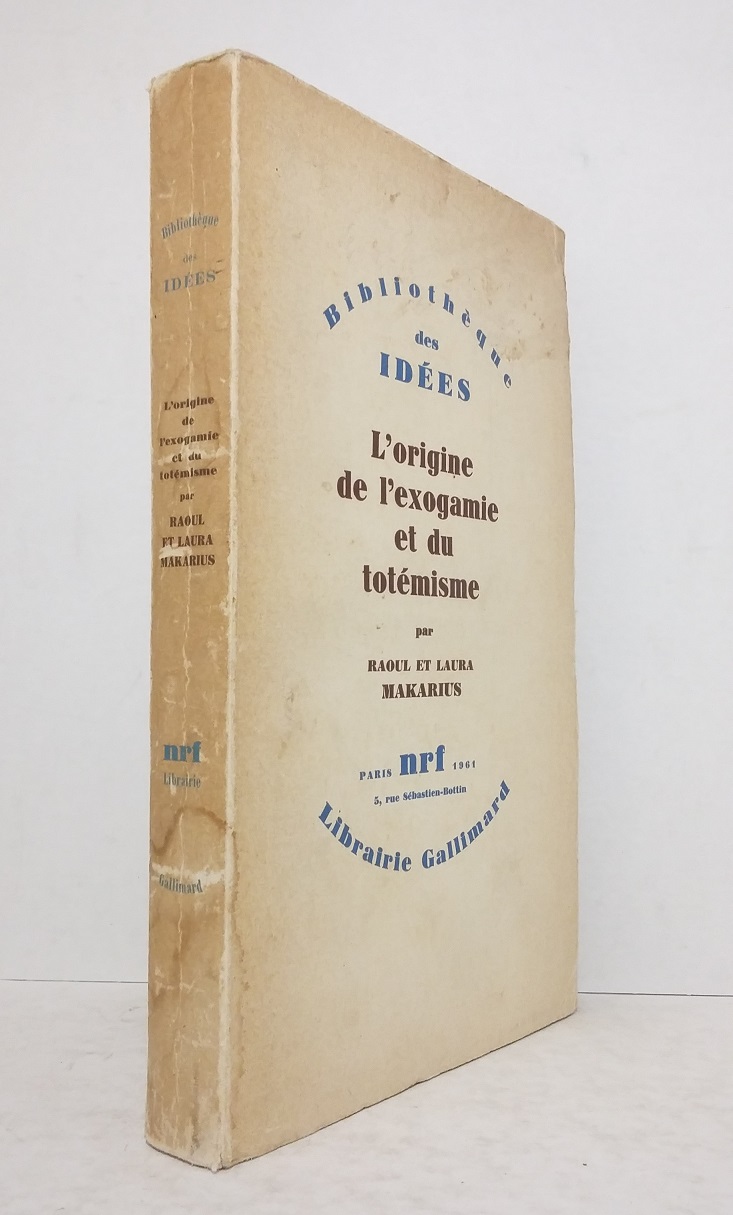 Bibliothèque
des
IDÉES
L'origine
de
l'exogamie
et du
totémisme
par
RAOUL
ET LAURA
MAKARIUS
nrf
Librairie
Gallimard
Bibliothèque
des
IDÉES
L'origine
de l'exogamie
et du
totémisme
par
RAOUL ET LAURA
MAKARIUS
PARIS nrf 1961
5, rue Sébastien-Bottin
Librairie Gallimard